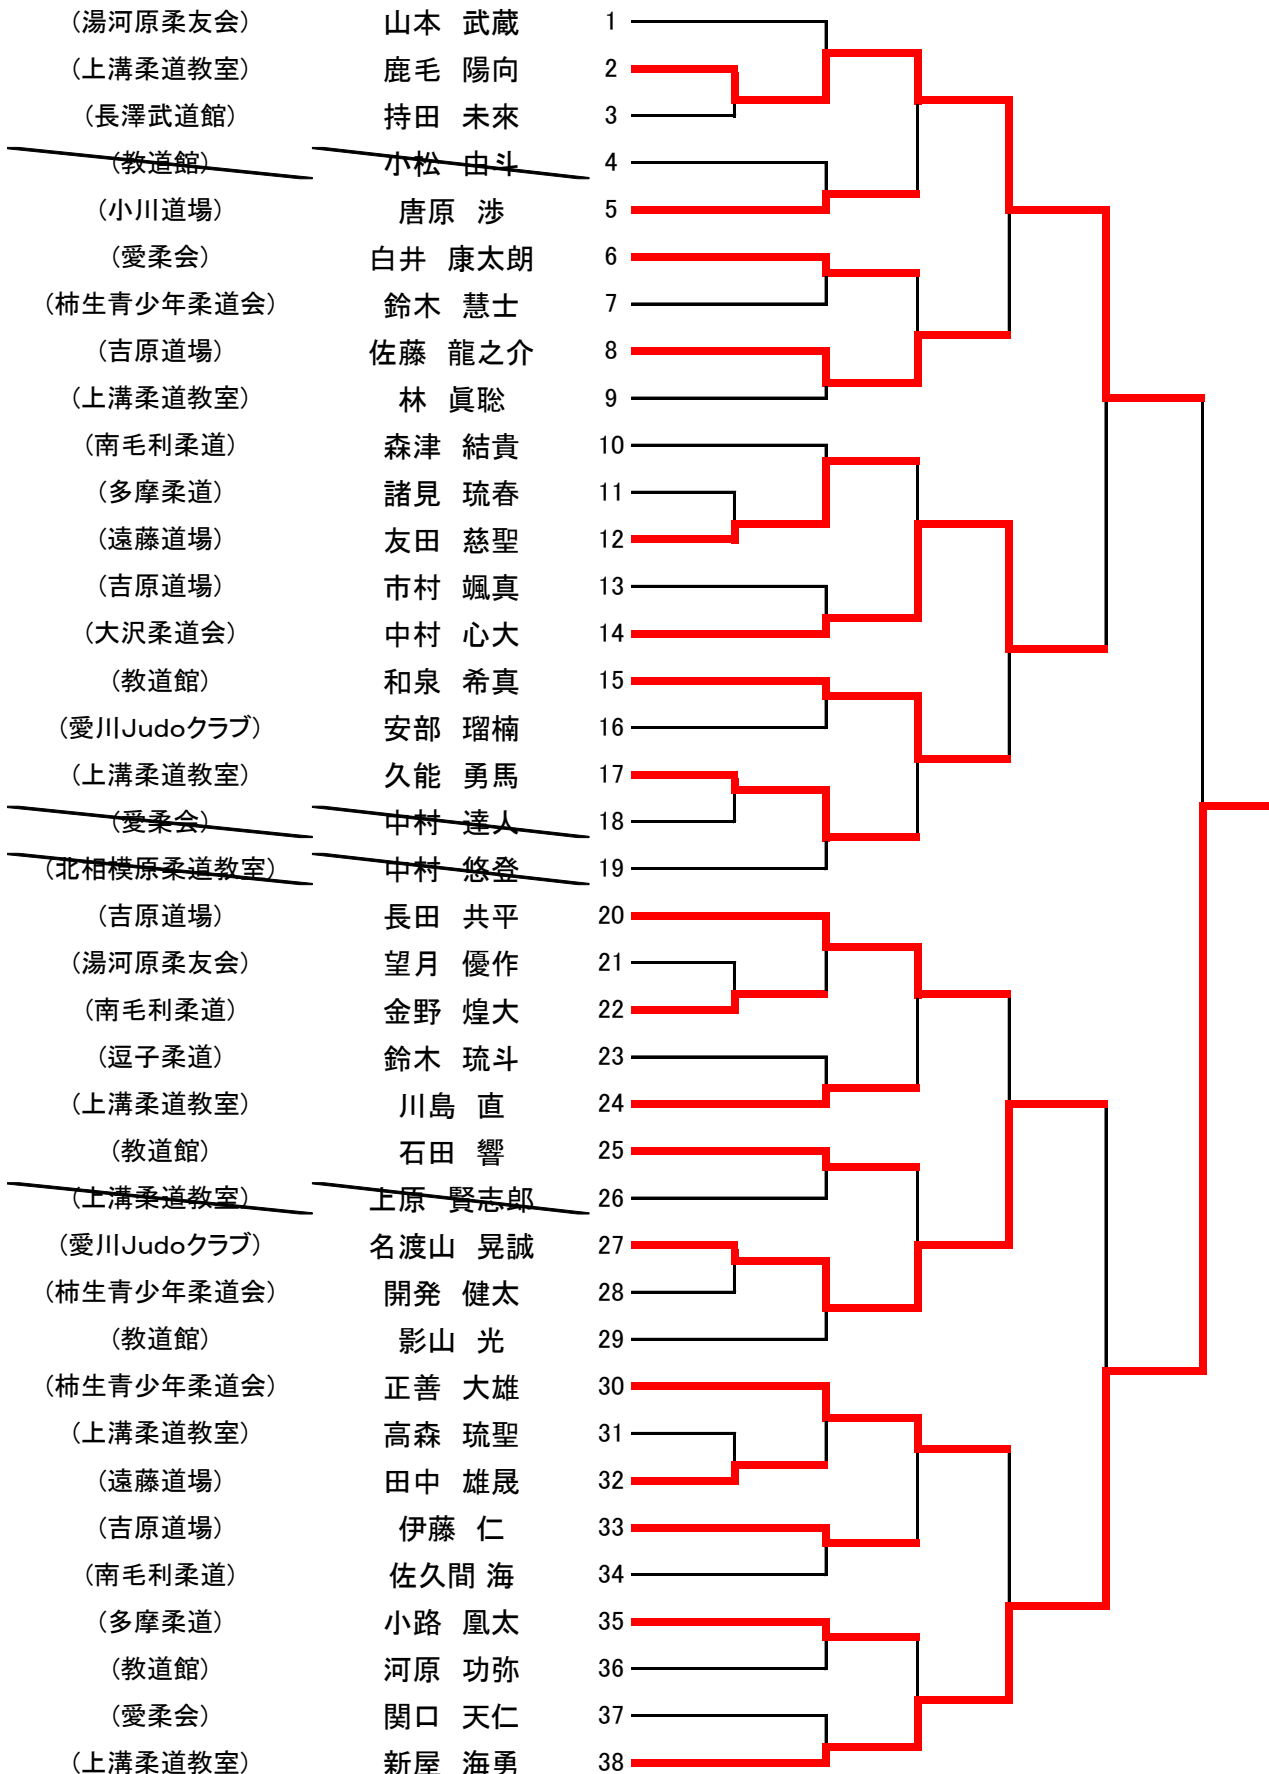 (湯河原柔友会) 山本 武蔵 1
(上溝柔道教室) 鹿毛 陽向 2
(長澤武道館) 持田 未來 3
(教道館) 小松 由斗 4
(小川道場) 唐原 渉 5
(愛柔会) 白井 康太朗 6
(柿生青少年柔道会) 鈴木 慧士 7
(吉原道場) 佐藤 龍之介 8
(上溝柔道教室) 林 眞聡 9
(南毛利柔道) 森津 結貴 10
(多摩柔道) 諸見 琉春 11
(遠藤道場) 友田 慈聖 12
(吉原道場) 市村 颯真 13
(大沢柔道会) 中村 心大 14
(教道館) 和泉 希真 15
(愛川Judoクラブ) 安部 瑠楠 16
(上溝柔道教室) 久能 勇馬 17
(愛柔会) 中村 達人 18
(北相模原柔道教室) 中村 悠登 19
(吉原道場) 長田 共平 20
(湯河原柔友会) 望月 優作 21
(南毛利柔道) 金野 煌大 22
(逗子柔道) 鈴木 琉斗 23
(上溝柔道教室) 川島 直 24
(教道館) 石田 響 25
(上溝柔道教室) 上原 賢志郎 26
(愛川Judoクラブ) 名渡山 晃誠 27
(柿生青少年柔道会) 開発 健太 28
(教道館) 影山 光 29
(柿生青少年柔道会) 正善 大雄 30
(上溝柔道教室) 高森 琉聖 31
(遠藤道場) 田中 雄晟 32
(吉原道場) 伊藤 仁 33
(南毛利柔道) 佐久間 海 34
(多摩柔道) 小路 凰太 35
(教道館) 河原 功弥 36
(愛柔会) 関口 天仁 37
(上溝柔道教室) 新屋 海勇 38